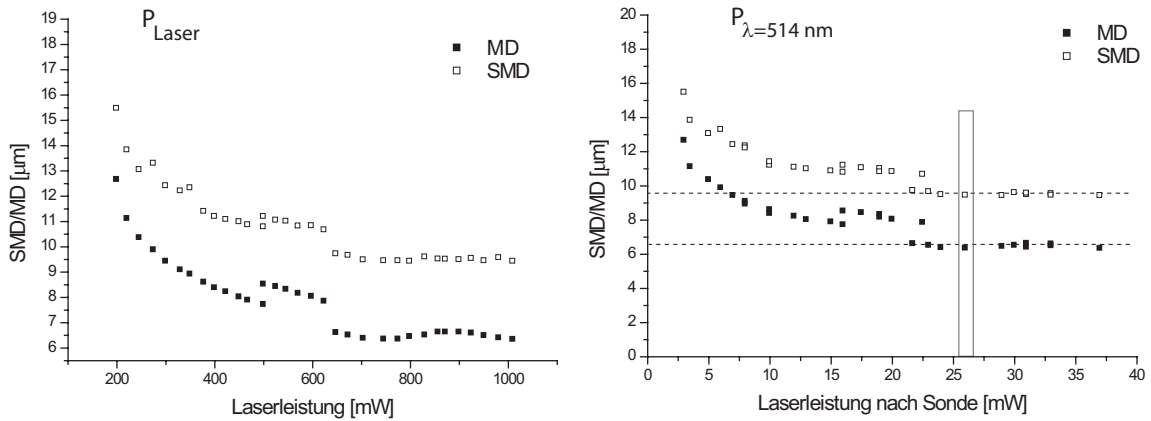 P Laser
MD
SMD
SMD/MD [µm]
19
18
17
16
15
14
13
12
11
10
9
8
7
6
200 400 600 800 1000
Laserleistung [mW]
P λ=514 nm
MD
SMD
SMD/MD [µm]
20
18
16
14
12
10
8
6
4
2
0
0 5 10 15 20 25 30 35 40
Laserleistung nach Sonde [mW]